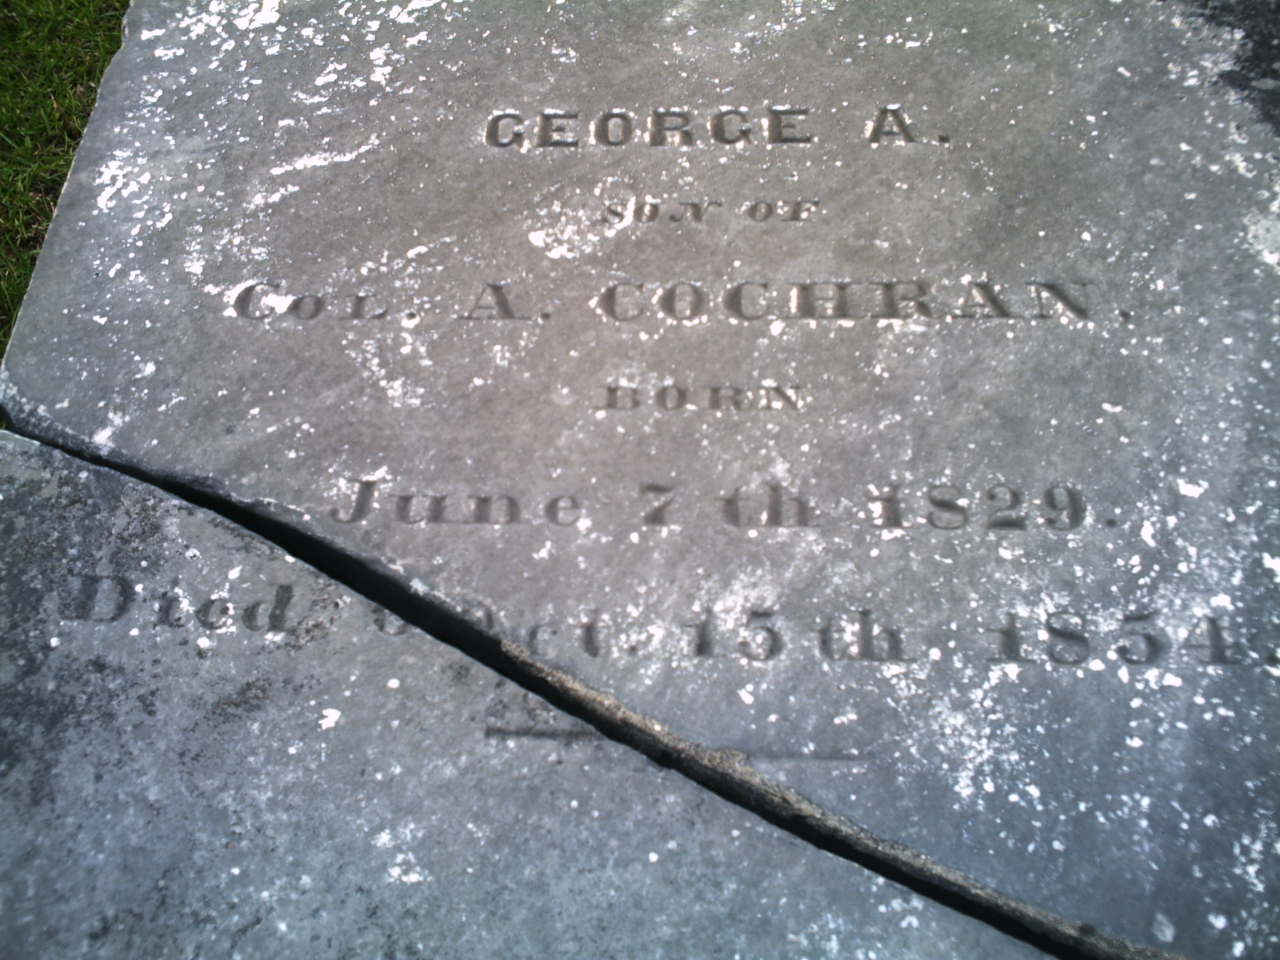 GEORGE A.
SON OF
COL. A. COCHRAN,
BORN
June 7th 1829.
Died Oct. 15th 1854.